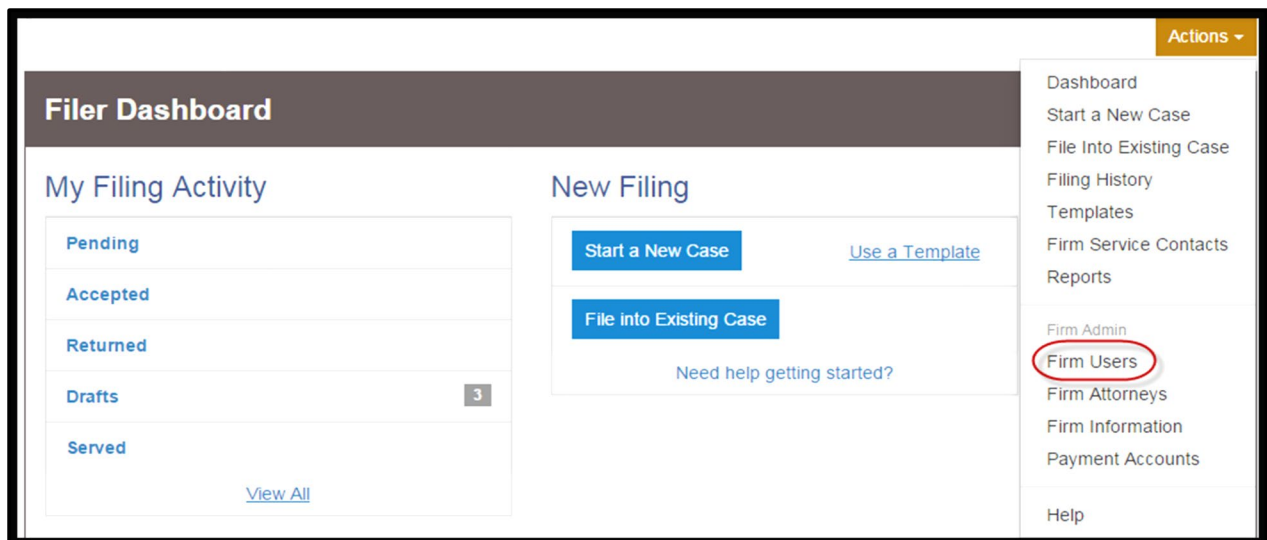 Actions
Filer Dashboard
My Filing Activity
Pending
Accepted
Returned
Drafts 3
Served
View All
New Filing
Start a New Case Use a Template
File into Existing Case
Need help getting started?
Dashboard
Start a New Case
File Into Existing Case
Filing History
Templates
Firm Service Contacts
Reports
Firm Admin
Firm Users
Firm Attorneys
Firm Information
Payment Accounts
Help